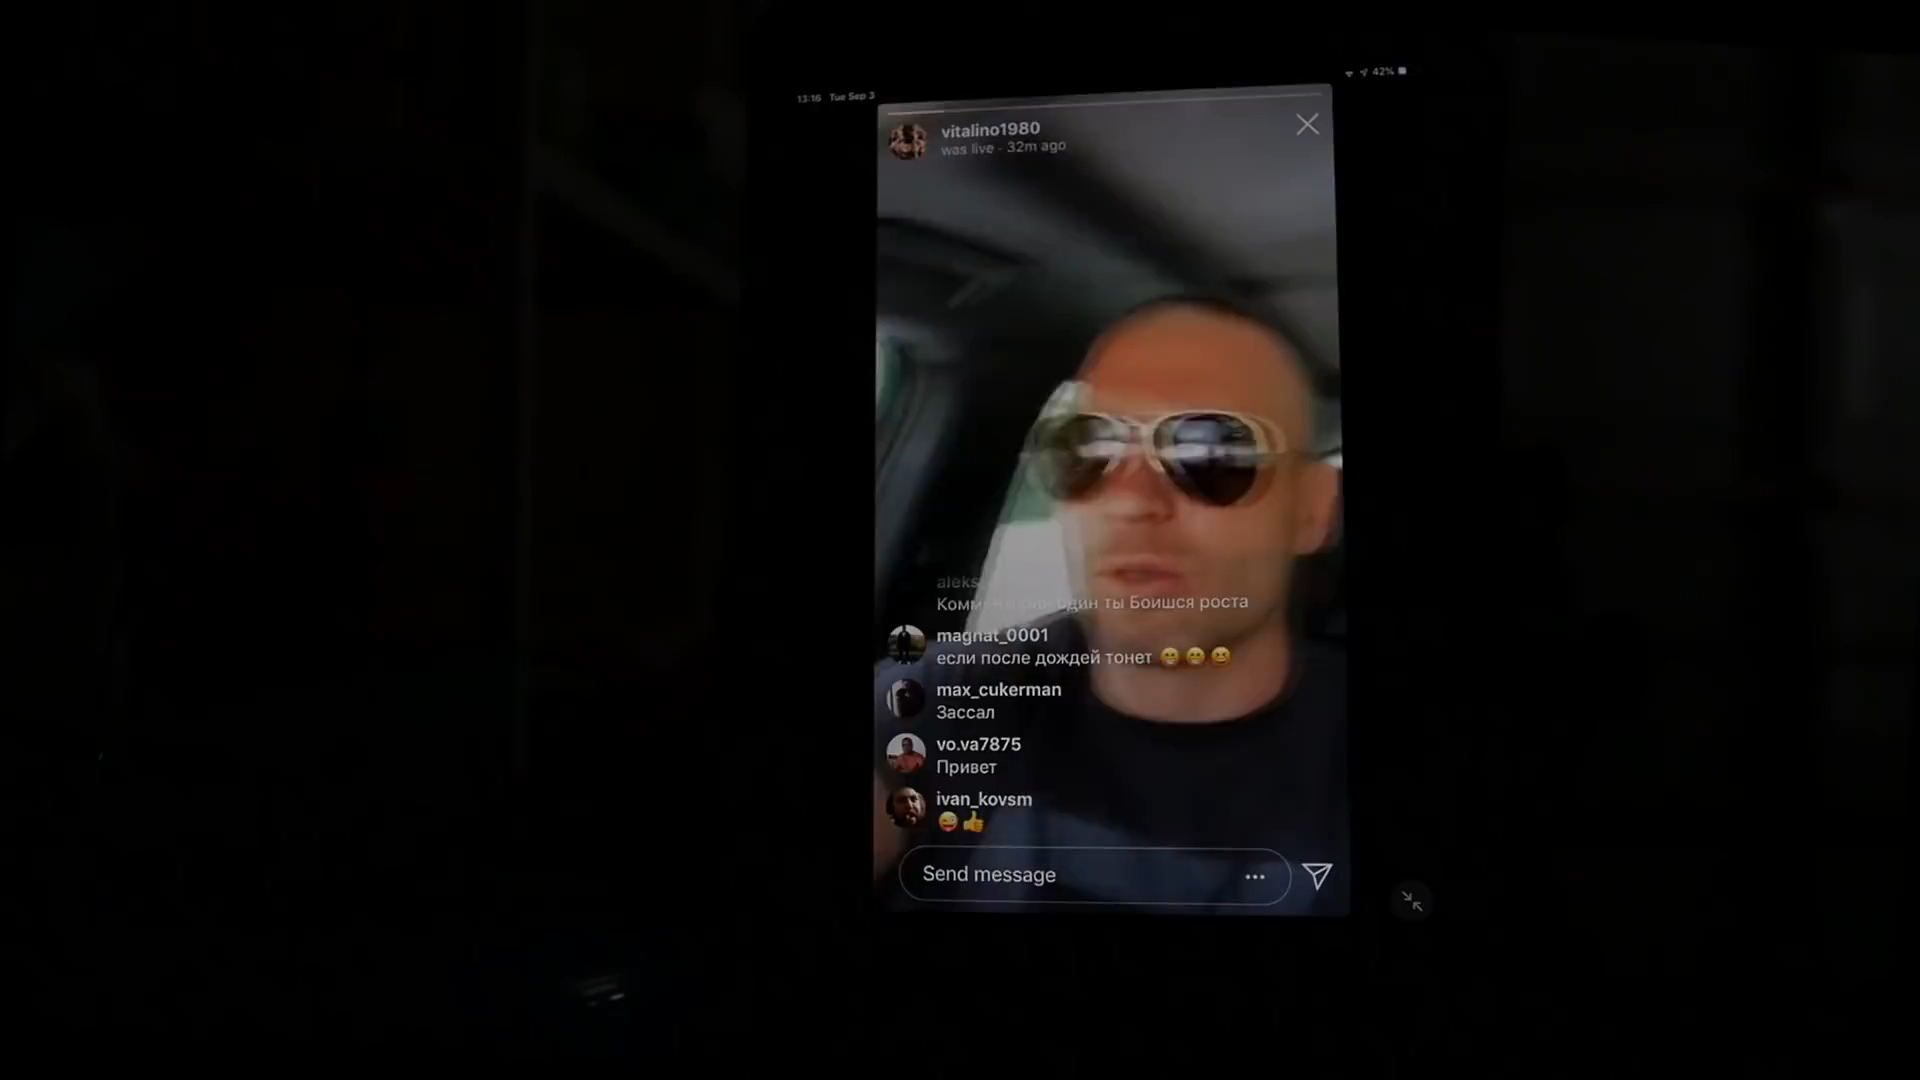 13:16 Tue Sep 3
42%
vitalino1980
was live - 32m ago
aleks
один ты Боишся роста
magnat_0001
если после дождей тонет 😁😁😆
max_cukerman
Зассал
vo.va7875
Привет
ivan_kovsm
😜👍
Send message